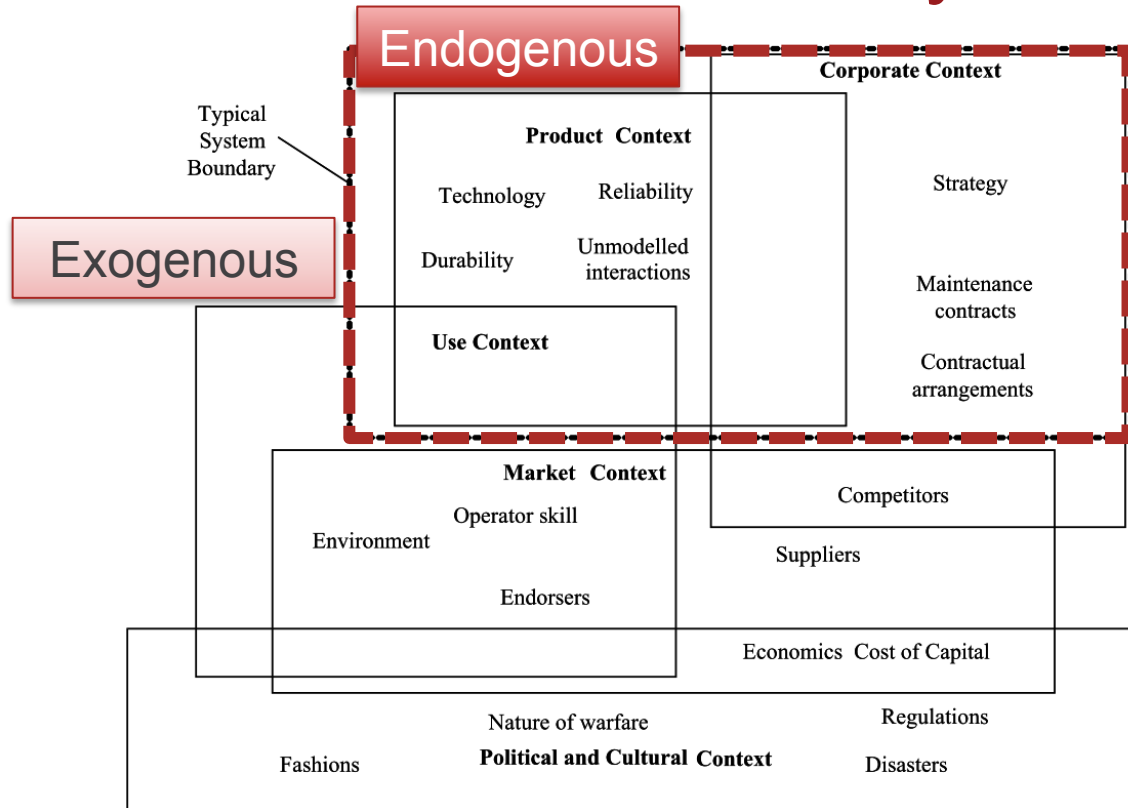 Endogenous
Corporate Context
Typical
System
Boundary
Product Context
Technology
Reliability
Strategy
Exogenous
Durability
Unmodelled
interactions
Maintenance
contracts
Use Context
Contractual
arrangements
Market Context
Competitors
Operator skill
Environment
Suppliers
Endorsers
Economics Cost of Capital
Nature of warfare
Regulations
Political and Cultural Context
Fashions
Disasters